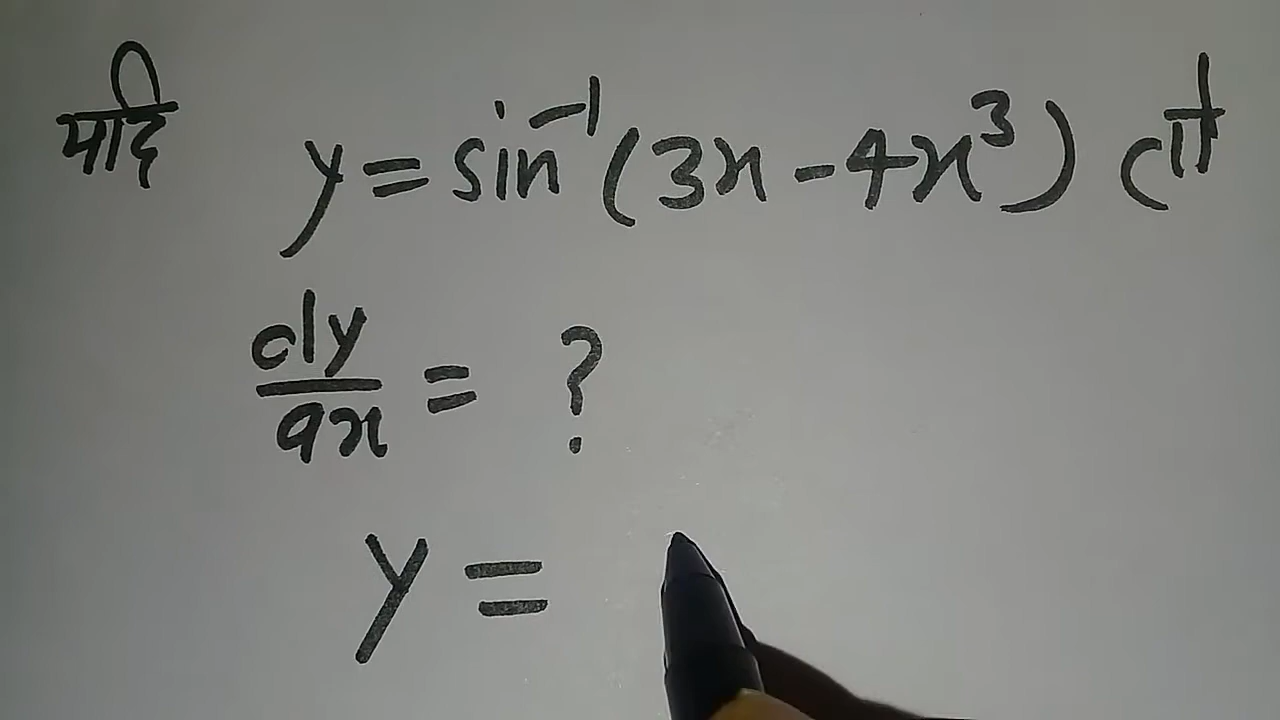 यदि y = sin⁻¹(3x - 4x³) तो
dy/dx = ?
y =